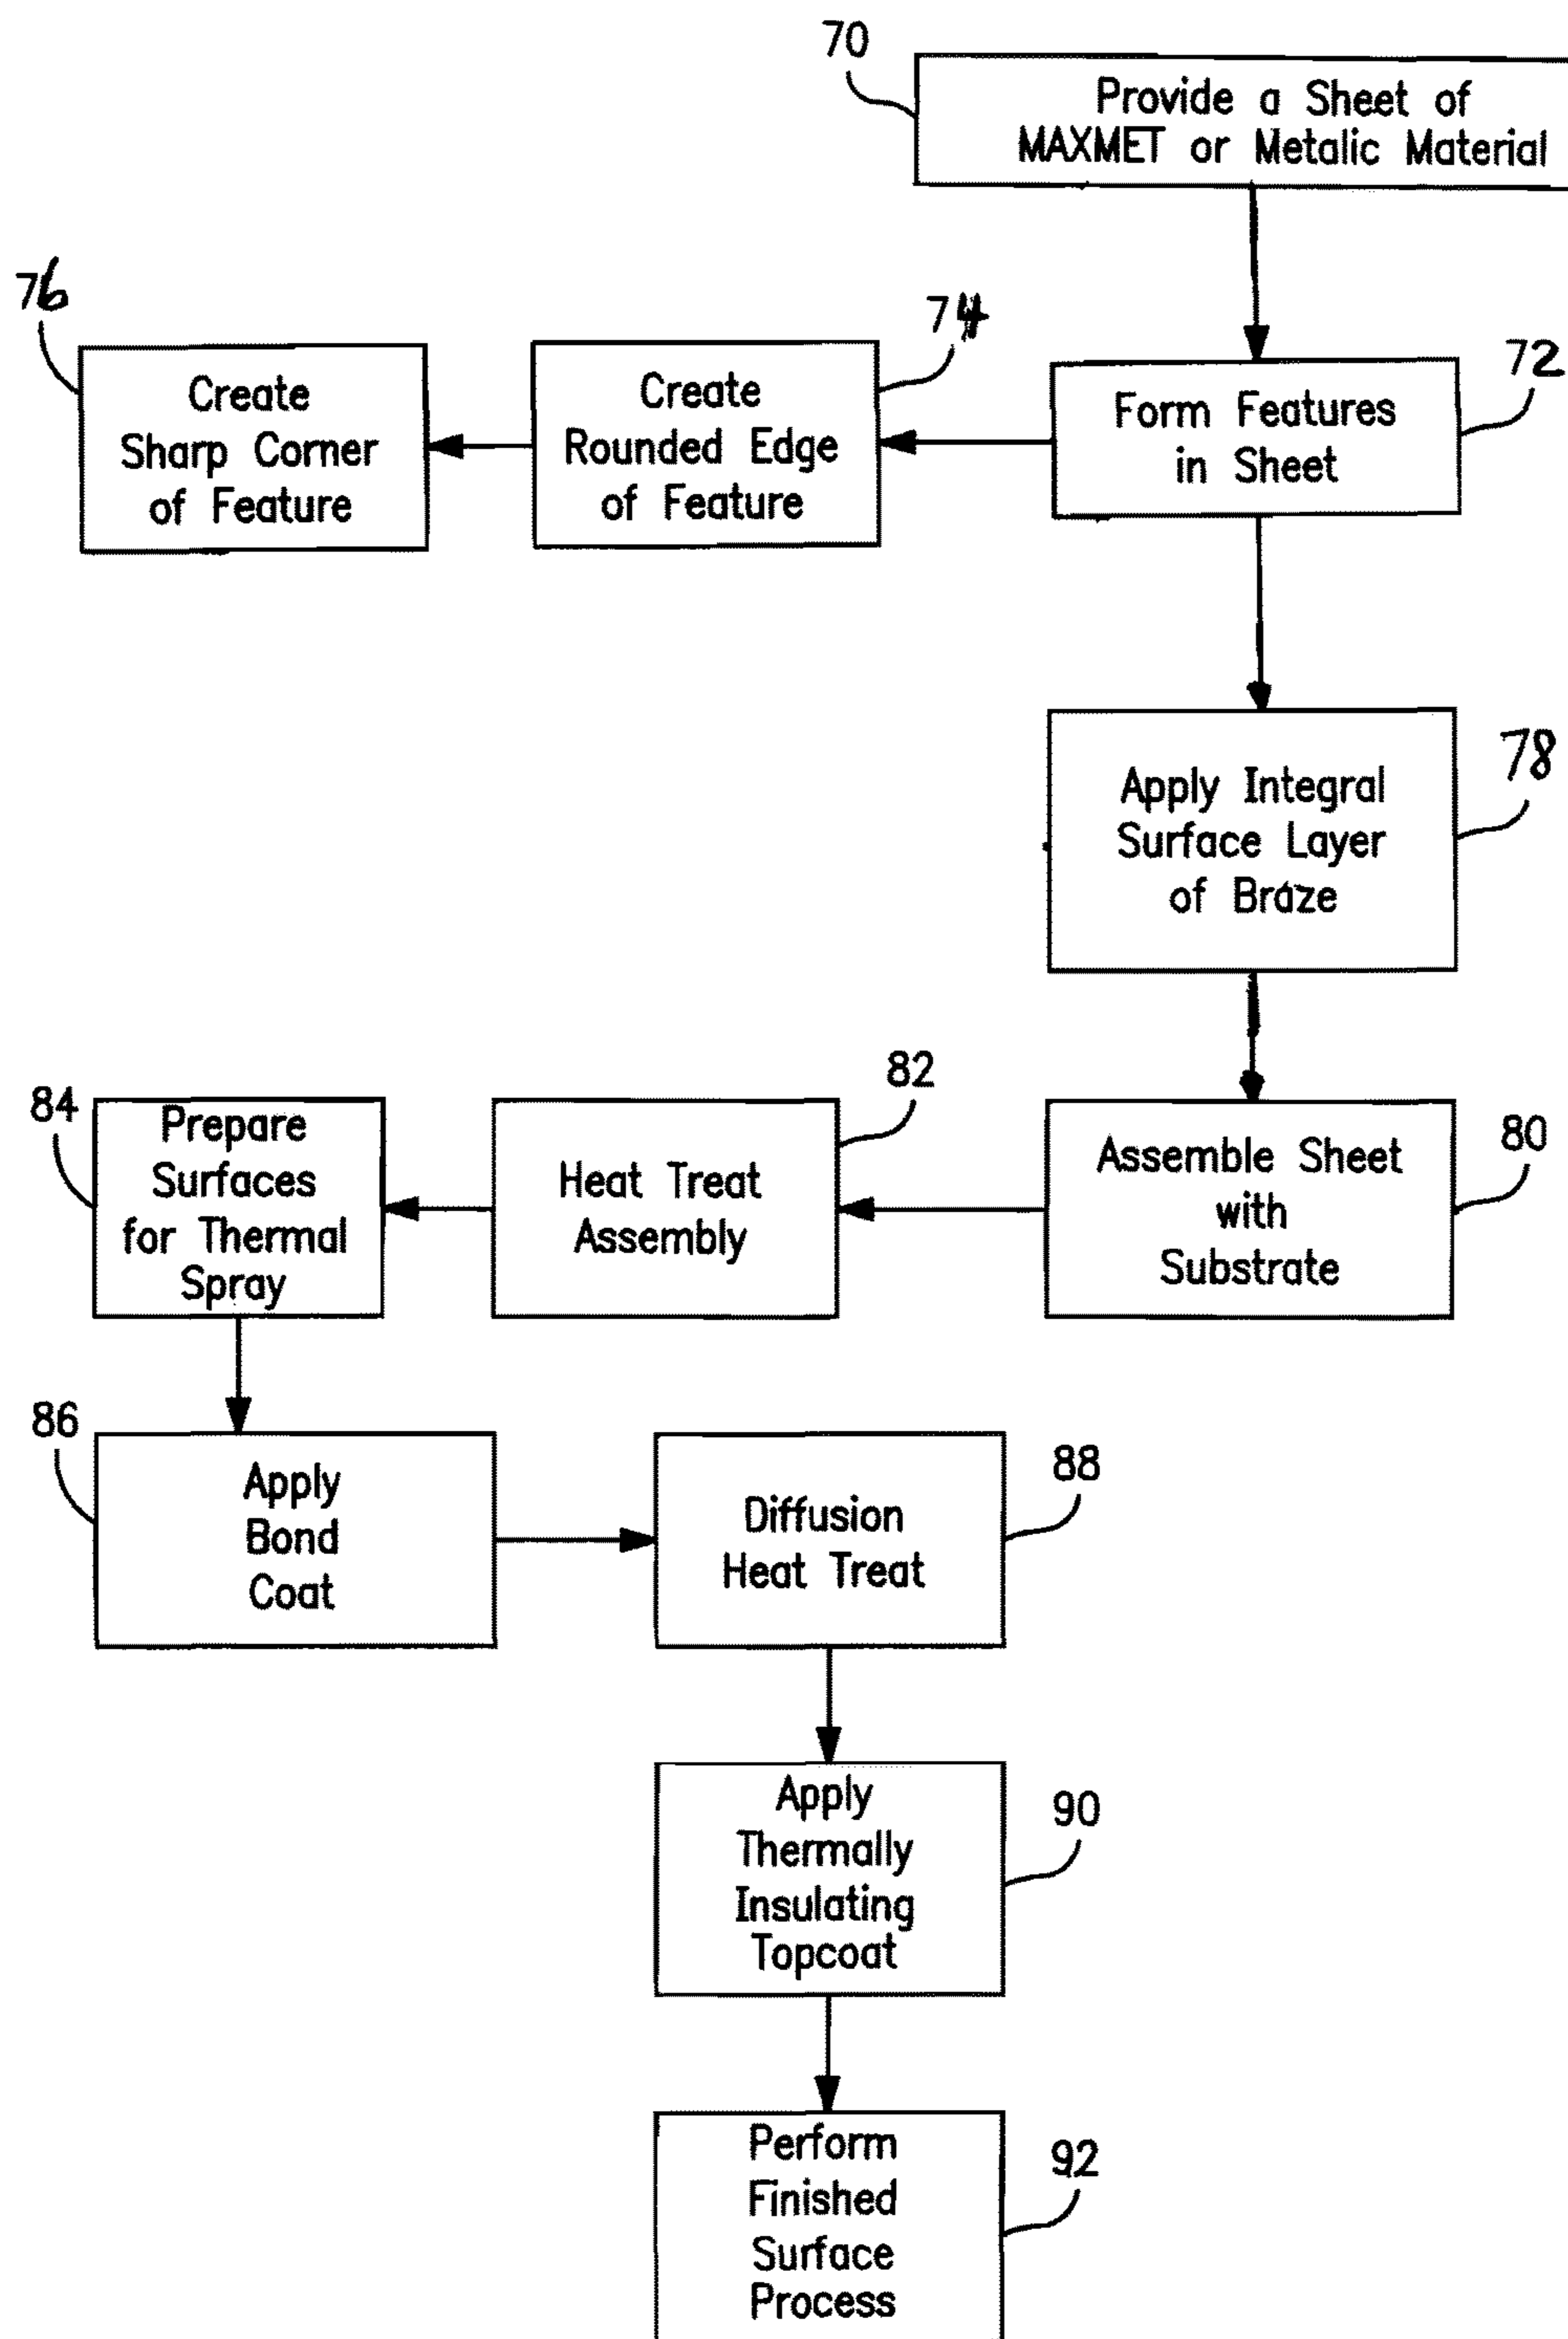 70
Provide a Sheet of
MAXMET or Metalic Material
76
74
72
Create
Sharp Corner
of Feature
Create
Rounded Edge
of Feature
Form Features
in Sheet
78
Apply Integral
Surface Layer
of Braze
84
82
80
Prepare
Surfaces
for Thermal
Spray
Heat Treat
Assembly
Assemble Sheet
with
Substrate
86
88
Apply
Bond
Coat
Diffusion
Heat Treat
90
Apply
Thermally
Insulating
Topcoat
92
Perform
Finished
Surface
Process